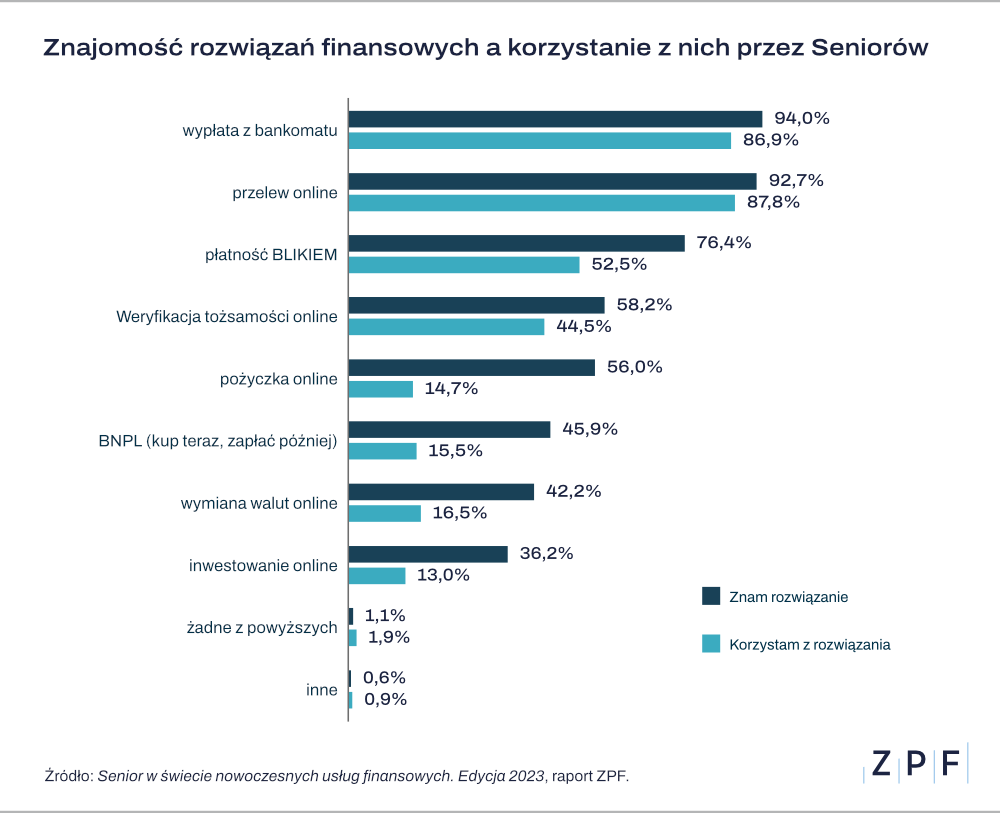 Znajomość rozwiązań finansowych a korzystanie z nich przez Seniorów
wypłata z bankomatu
94,0%
86,9%
przelew online
92,7%
87,8%
płatność BLIKIEM
76,4%
52,5%
Weryfikacja tożsamości online
58,2%
44,5%
pożyczka online
56,0%
14,7%
BNPL (kup teraz, zapłać później)
45,9%
15,5%
wymiana walut online
42,2%
16,5%
inwestowanie online
36,2%
13,0%
żadne z powyższych
1,1%
1,9%
inne
0,6%
0,9%
Znam rozwiązanie
Korzystam z rozwiązania
Źródło: Senior w świecie nowoczesnych usług finansowych. Edycja 2023, raport ZPF.
ZPF